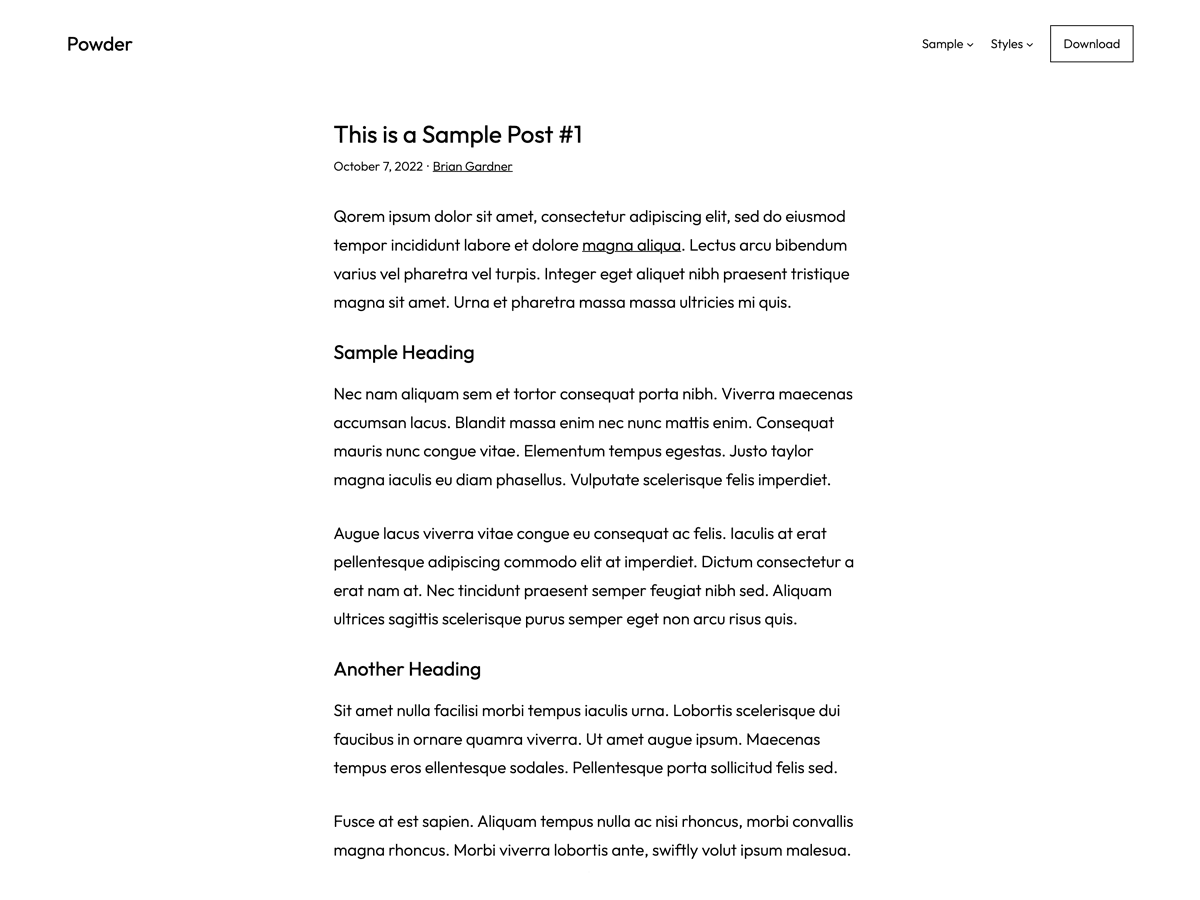 Powder
Sample
Styles
Download
This is a Sample Post #1
October 7, 2022 · Brian Gardner
Qorem ipsum dolor sit amet, consectetur adipiscing elit, sed do eiusmod
tempor incididunt labore et dolore magna aliqua. Lectus arcu bibendum
varius vel pharetra vel turpis. Integer eget aliquet nibh praesent tristique
magna sit amet. Urna et pharetra massa massa ultricies mi quis.
Sample Heading
Nec nam aliquam sem et tortor consequat porta nibh. Viverra maecenas
accumsan lacus. Blandit massa enim nec nunc mattis enim. Consequat
mauris nunc congue vitae. Elementum tempus egestas. Justo taylor
magna iaculis eu diam phasellus. Vulputate scelerisque felis imperdiet.
Augue lacus viverra vitae congue eu consequat ac felis. Iaculis at erat
pellentesque adipiscing commodo elit at imperdiet. Dictum consectetur a
erat nam at. Nec tincidunt praesent semper feugiat nibh sed. Aliquam
ultrices sagittis scelerisque purus semper eget non arcu risus quis.
Another Heading
Sit amet nulla facilisi morbi tempus iaculis urna. Lobortis scelerisque dui
faucibus in ornare quamra viverra. Ut amet augue ipsum. Maecenas
tempus eros ellentesque sodales. Pellentesque porta sollicitud felis sed.
Fusce at est sapien. Aliquam tempus nulla ac nisi rhoncus, morbi convallis
magna rhoncus. Morbi viverra lobortis ante, swiftly volut ipsum malesua.